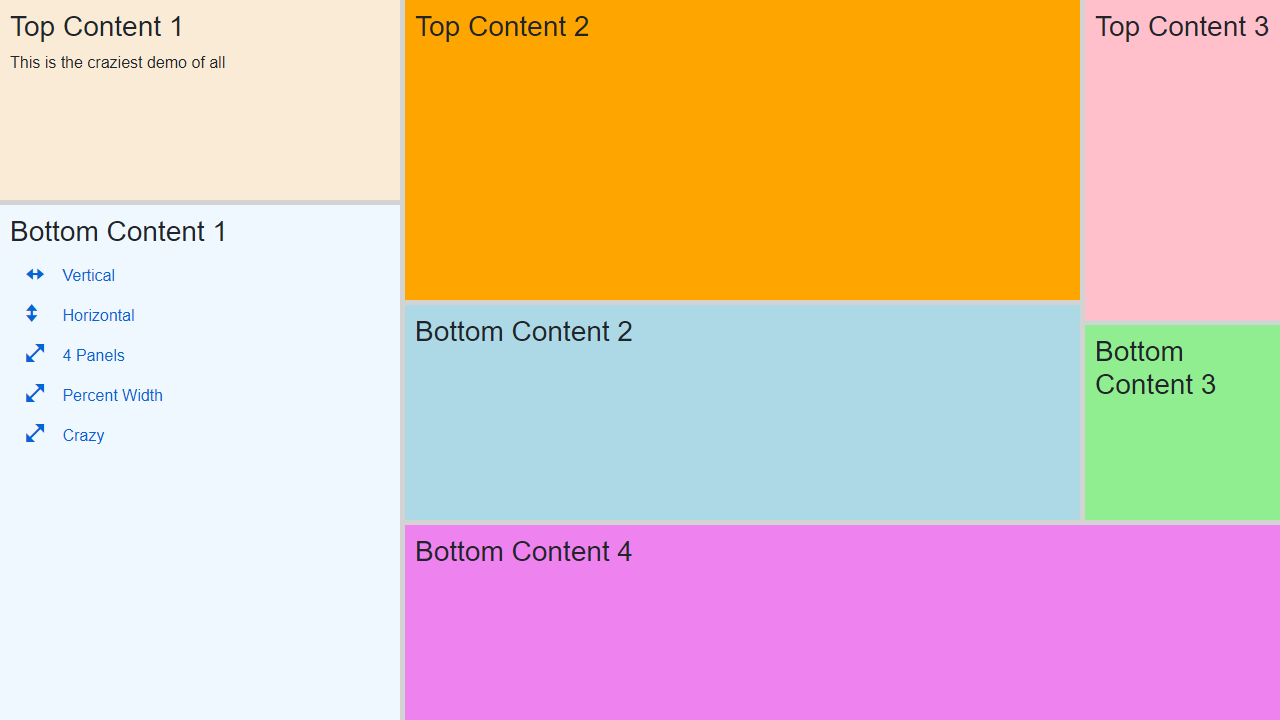 Top Content 1
This is the craziest demo of all
Bottom Content 1
Vertical
Horizontal
4 Panels
Percent Width
Crazy
Top Content 2
Bottom Content 2
Top Content 3
Bottom
Content 3
Bottom Content 4